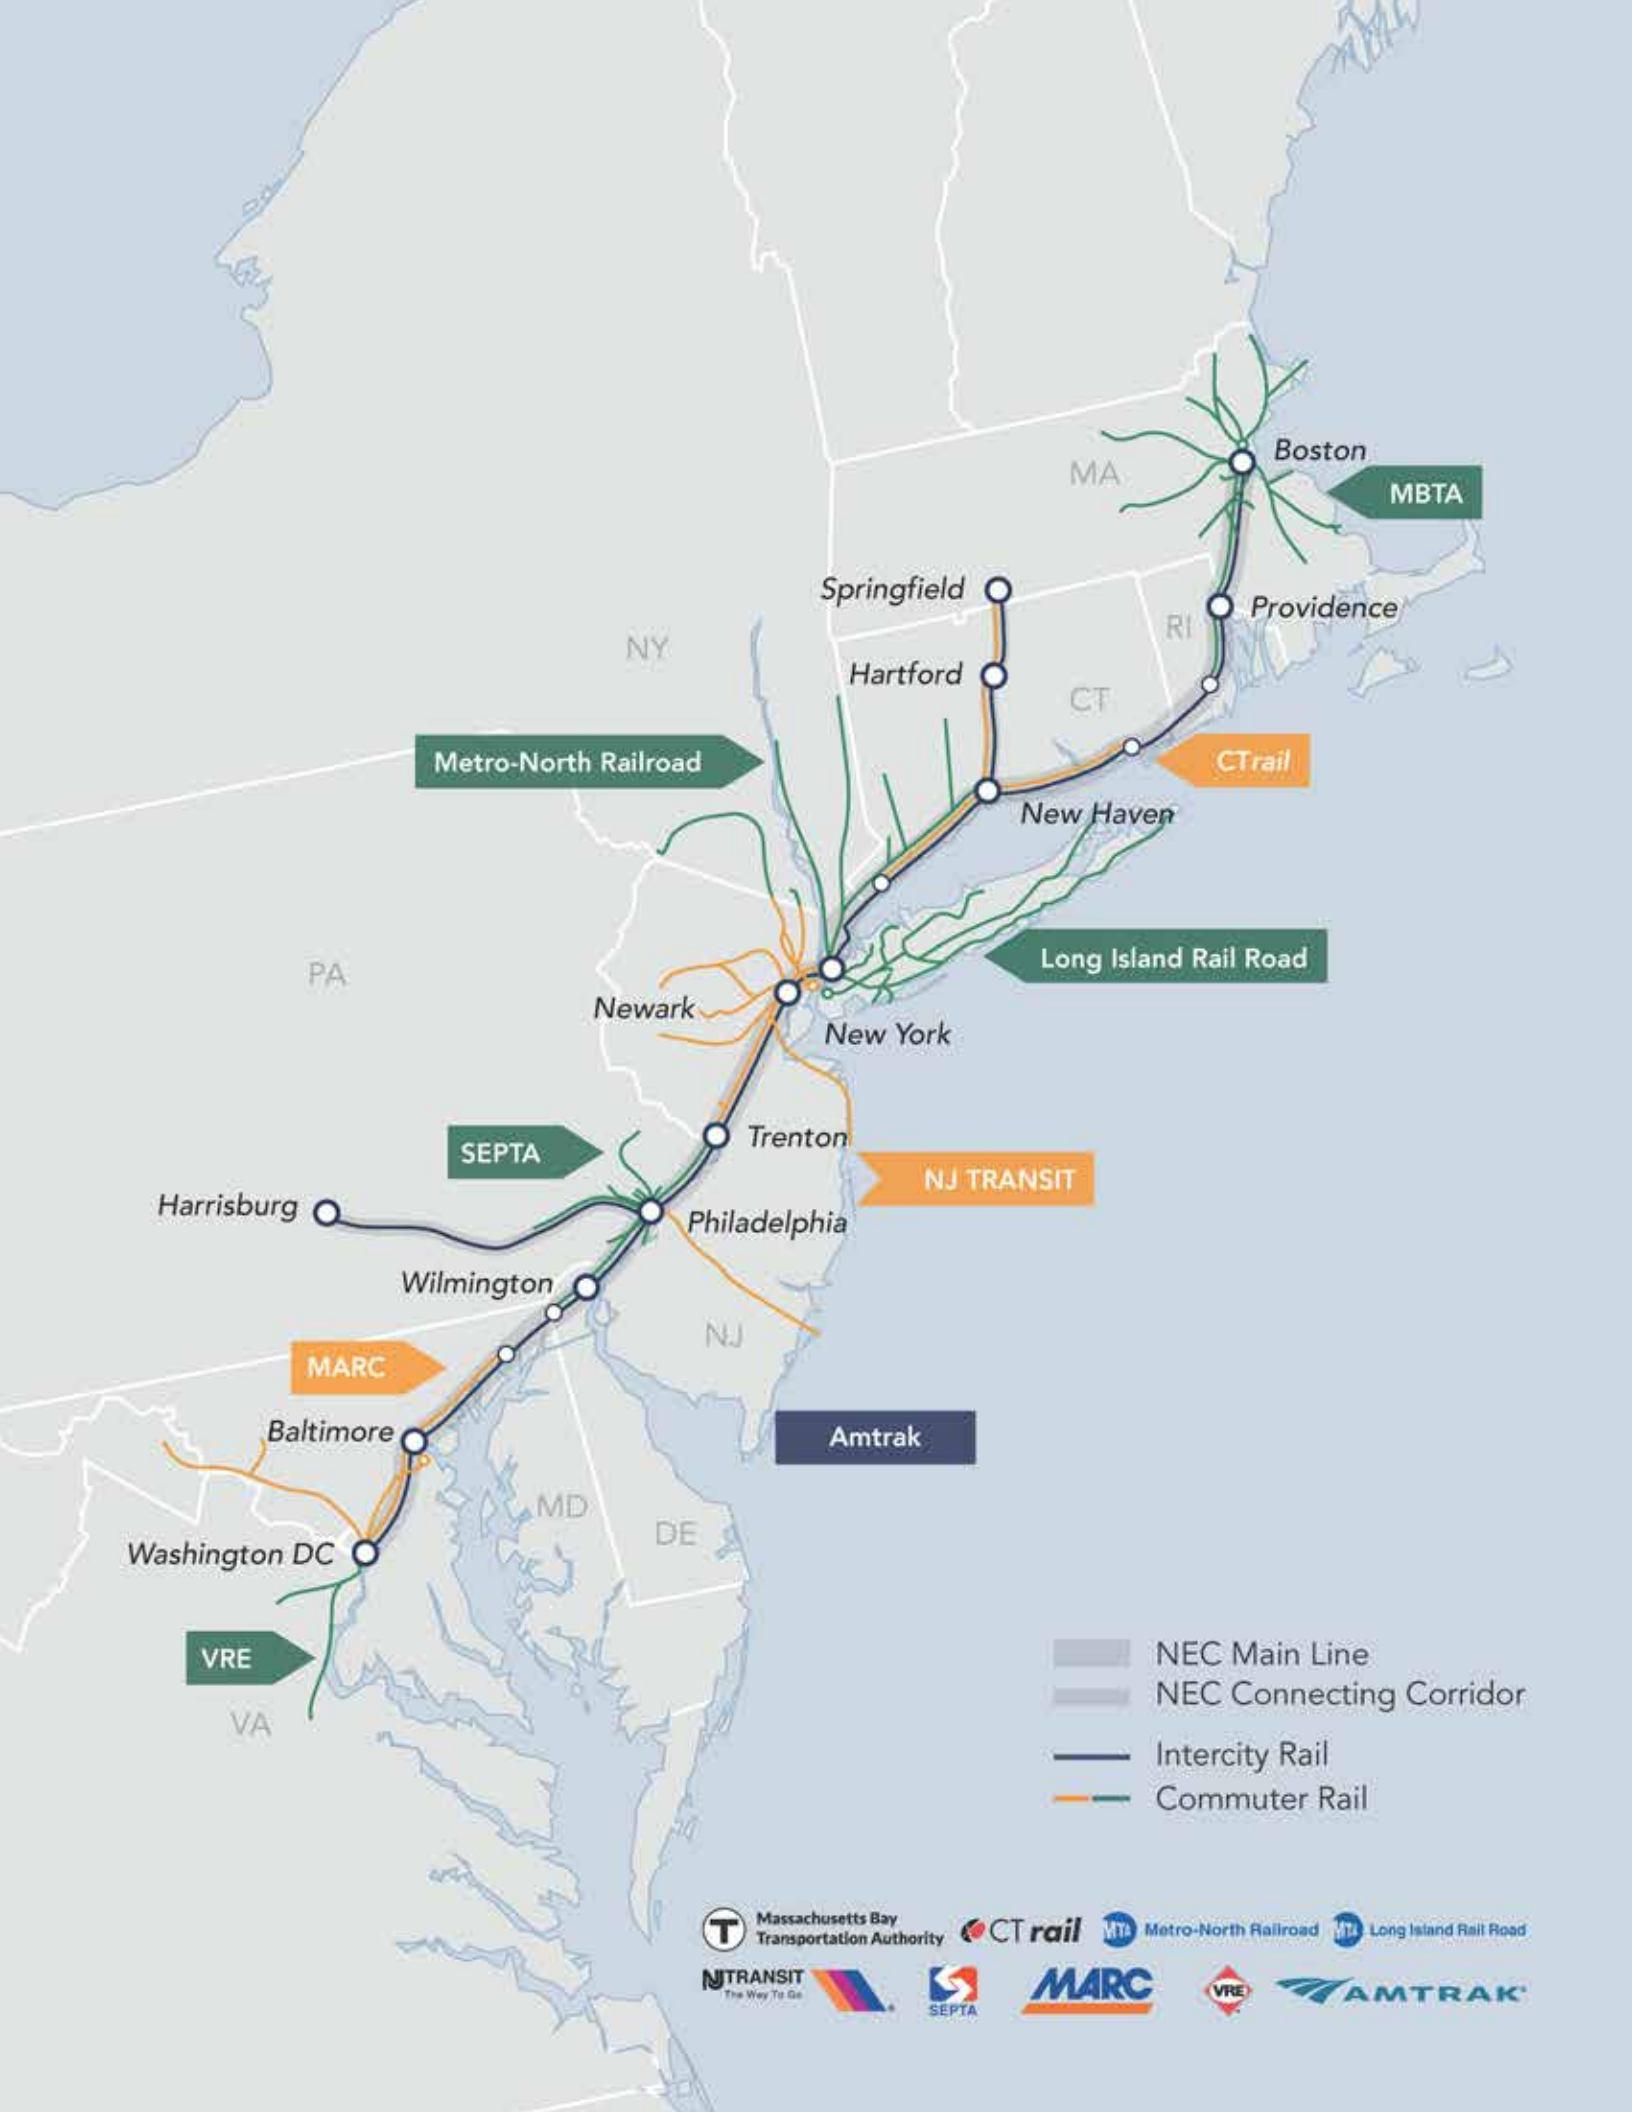 Boston
MA
MBTA
Springfield
Providence
RI
NY
Hartford
CT
Metro-North Railroad
CTrail
New Haven
Long Island Rail Road
PA
Newark
New York
Trenton
SEPTA
NJ TRANSIT
Harrisburg
Philadelphia
Wilmington
NJ
MARC
Baltimore
Amtrak
MD
DE
Washington DC
VRE
VA
NEC Main Line
NEC Connecting Corridor
Intercity Rail
Commuter Rail
T
Massachusetts Bay
Transportation Authority
CTrail
MTA
Metro-North Railroad
MTA
Long Island Rail Road
NJTRANSIT
The Way To Go
SEPTA
MARC
VRE
AMTRAK